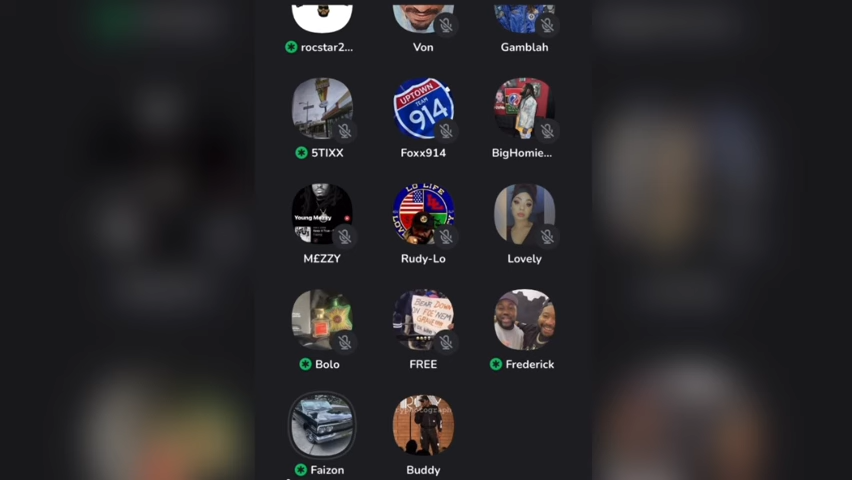 rocstar2...
Von
Gamblah
5TIXX
Foxx914
BigHomie...
UPTOWN
TEAM
914
M£ZZY
Rudy-Lo
Lovely
Young Mezzy
LO LIFE
Bolo
FREE
Frederick
Faizon
Buddy